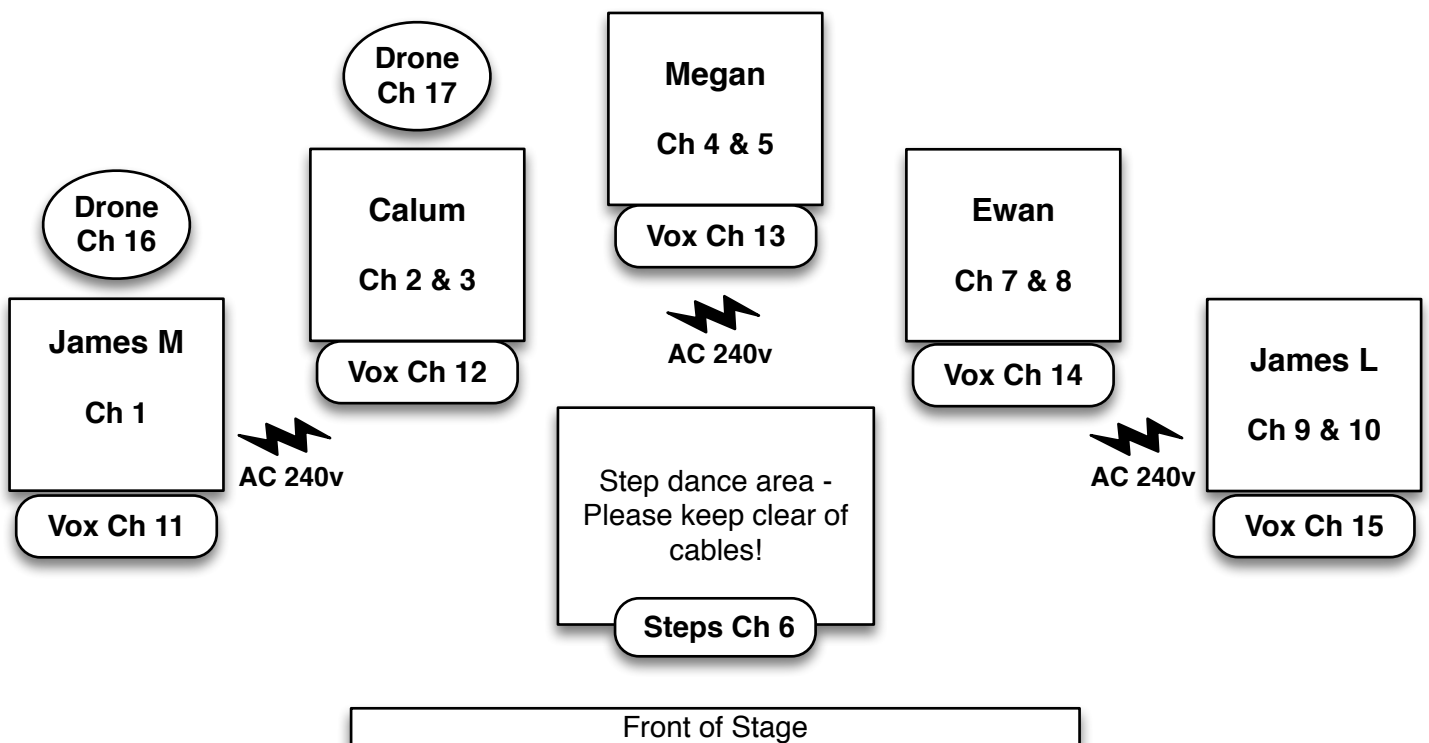 Drone
Ch 17
Megan
Ch 4 & 5
Drone
Ch 16
Calum
Ch 2 & 3
Vox Ch 13
Ewan
Ch 7 & 8
James M
Ch 1
Vox Ch 12
AC 240v
Vox Ch 14
James L
Ch 9 & 10
AC 240v
Vox Ch 11
Step dance area -
Please keep clear of
cables!
AC 240v
Vox Ch 15
Steps Ch 6
Front of Stage